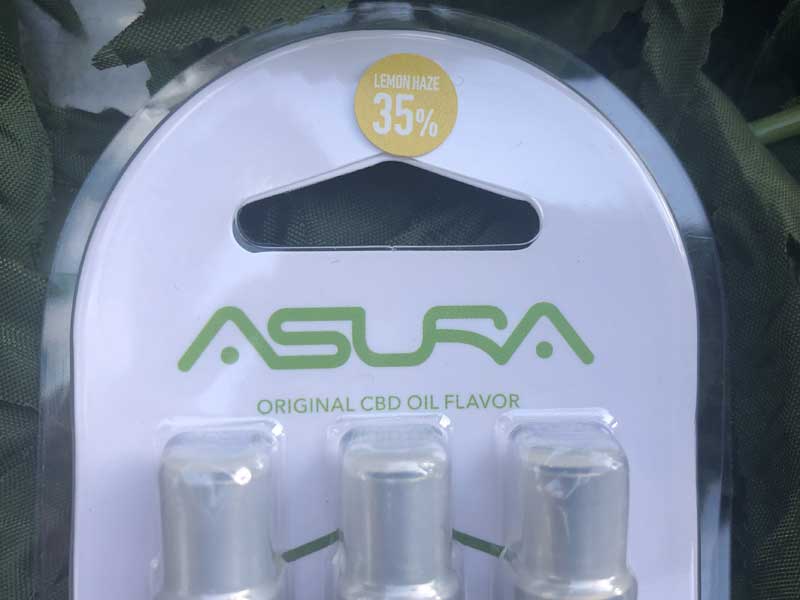 LEMON HAZE
35%
ASURA
ORIGINAL CBD OIL FLAVOR